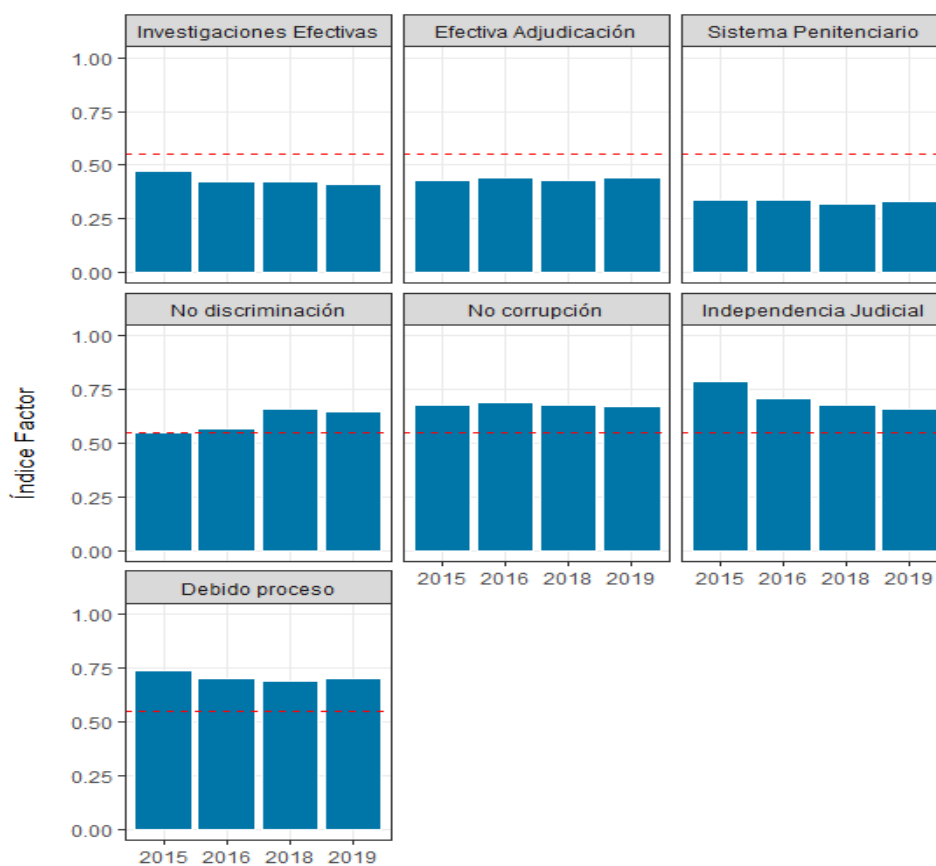 Investigaciones Efectivas
Efectiva Adjudicación
Sistema Penitenciario
1.00
0.75
0.50
0.25
0.00
No discriminación
No corrupción
Independencia Judicial
1.00
0.75
0.50
0.25
0.00
Índice Factor
2015 2016 2018 2019
2015 2016 2018 2019
Debido proceso
1.00
0.75
0.50
0.25
0.00
2015 2016 2018 2019